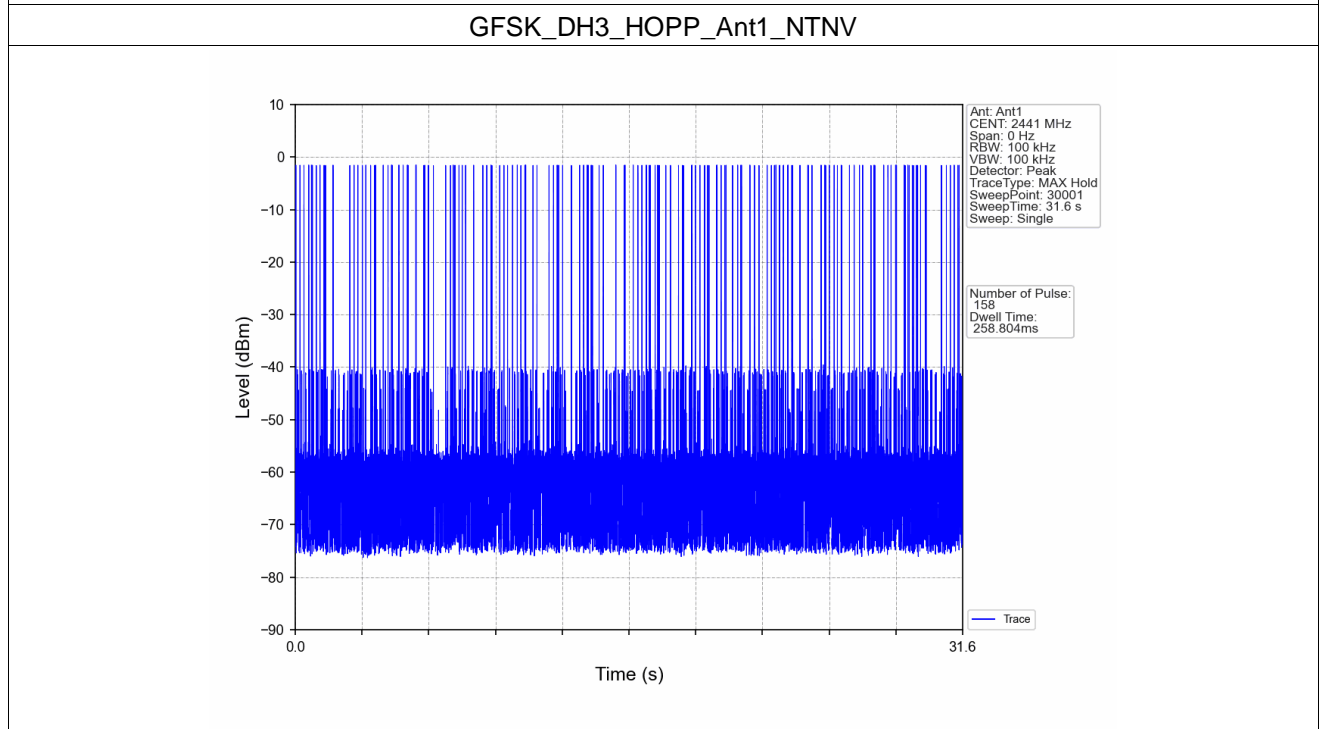 GFSK_DH3_HOPP_Ant1_NTNV
10
0
−10
−20
−30
−40
−50
−60
−70
−80
−90
Level (dBm)
0.0
31.6
Time (s)
Ant: Ant1
CENT: 2441 MHz
Span: 0 Hz
RBW: 100 kHz
VBW: 100 kHz
Detector: Peak
TraceType: MAX Hold
SweepPoint: 30001
SweepTime: 31.6 s
Sweep: Single
Number of Pulse:
158
Dwell Time:
258.804ms
Trace